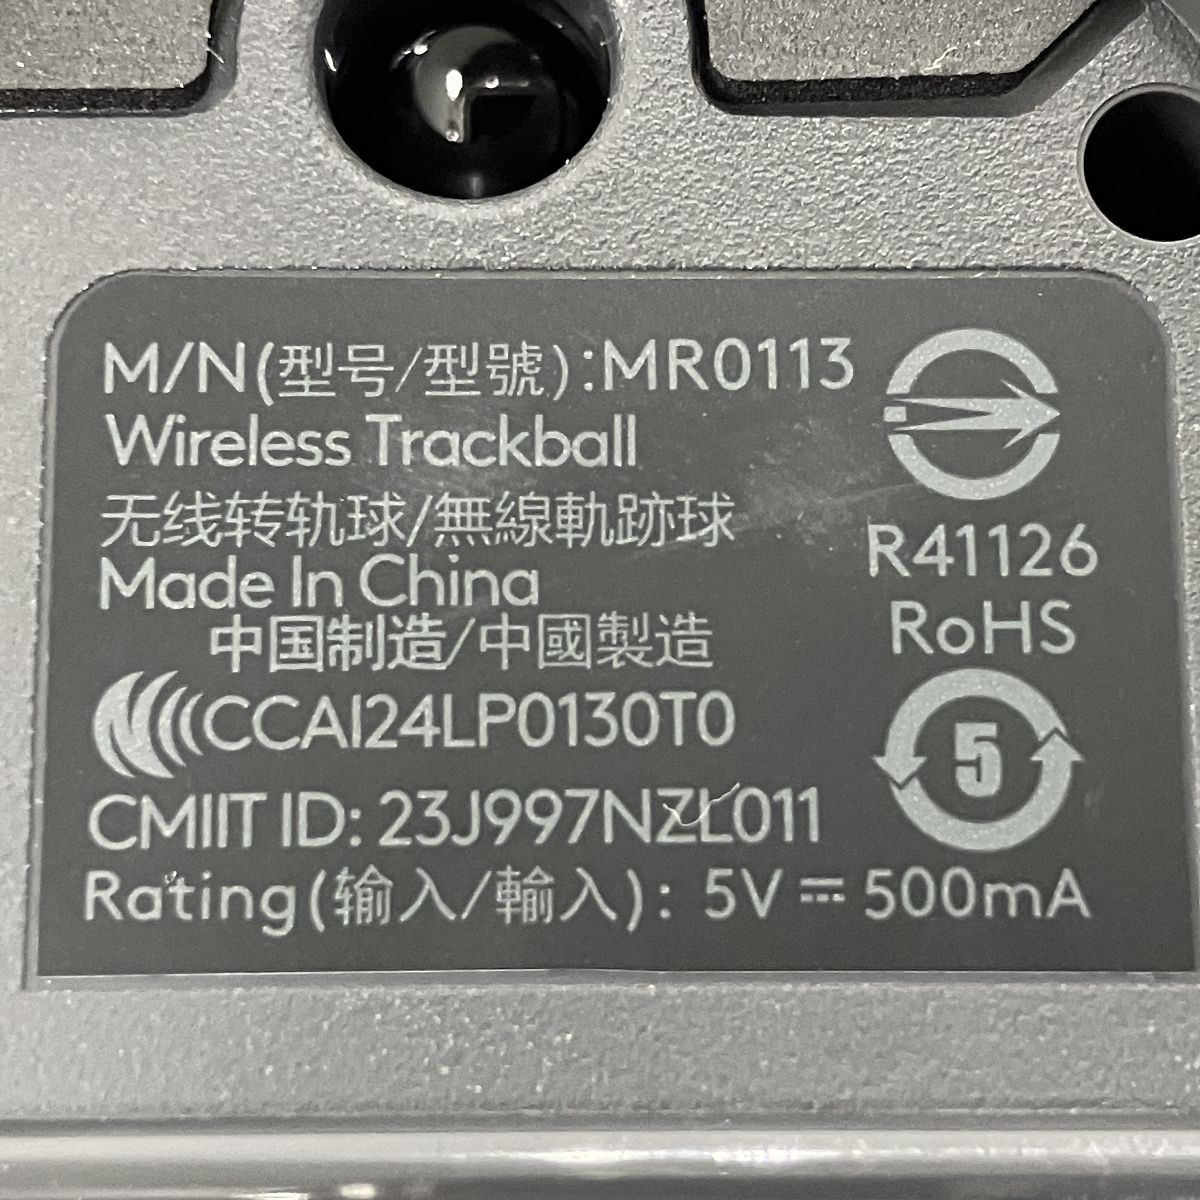 M/N(型号/型號):MR0113
Wireless Trackball
无线转轨球/無線軌跡球
Made In China
中国制造/中國製造
CCAI24LP0130T0
CMIIT ID: 23J997NZL011
Rating(输入/輸入): 5V ⎓ 500mA
R41126
RoHS
5